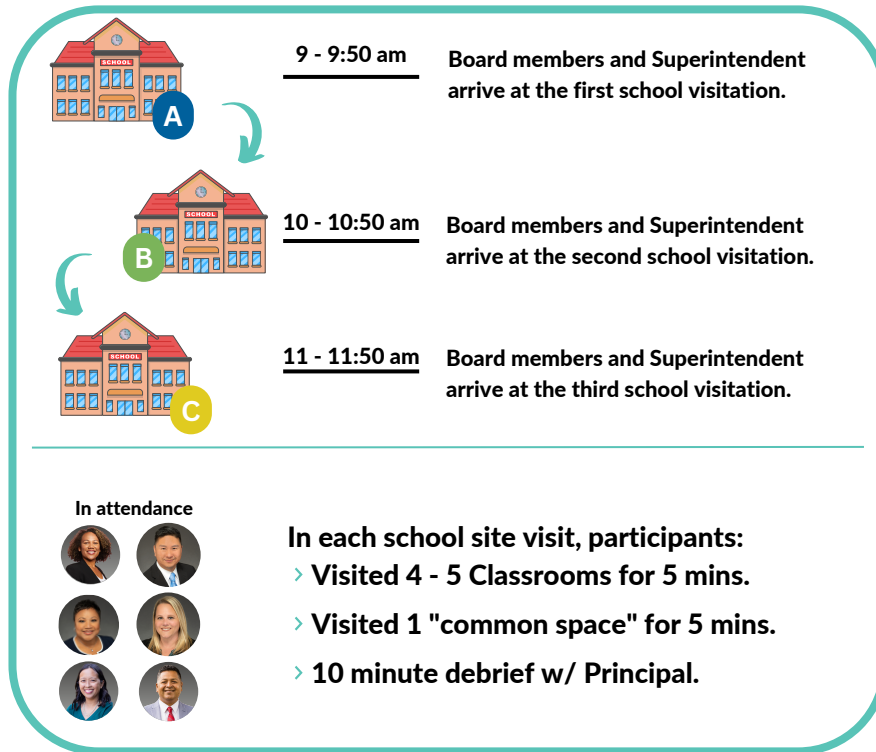 SCHOOL
A
9 - 9:50 am
Board members and Superintendent
arrive at the first school visitation.
SCHOOL
B
10 - 10:50 am
Board members and Superintendent
arrive at the second school visitation.
SCHOOL
C
11 - 11:50 am
Board members and Superintendent
arrive at the third school visitation.
In attendance
In each school site visit, participants:
Visited 4 - 5 Classrooms for 5 mins.
Visited 1 "common space" for 5 mins.
10 minute debrief w/ Principal.